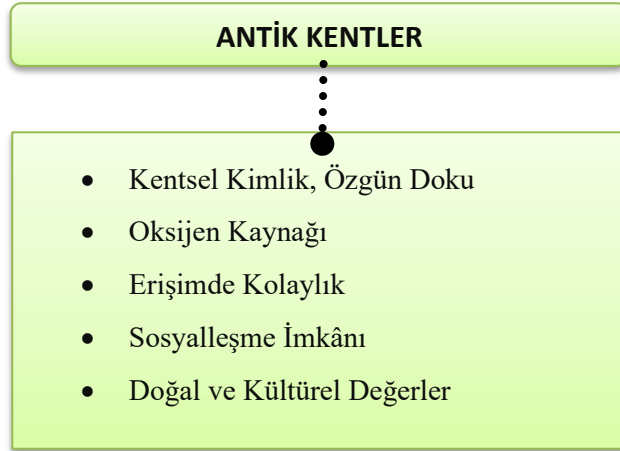 ANTİK KENTLER
• Kentsel Kimlik, Özgün Doku
• Oksijen Kaynağı
• Erişimde Kolaylık
• Sosyalleşme İmkânı
• Doğal ve Kültürel Değerler